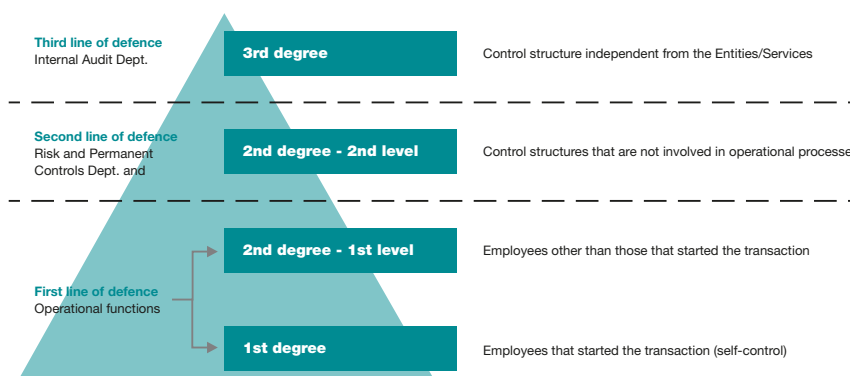 Third line of defence
Internal Audit Dept.
3rd degree
Control structure independent from the Entities/Services
Second line of defence
Risk and Permanent
Controls Dept. and
2nd degree - 2nd level
Control structures that are not involved in operational processe
2nd degree - 1st level
Employees other than those that started the transaction
First line of defence
Operational functions
1st degree
Employees that started the transaction (self-control)